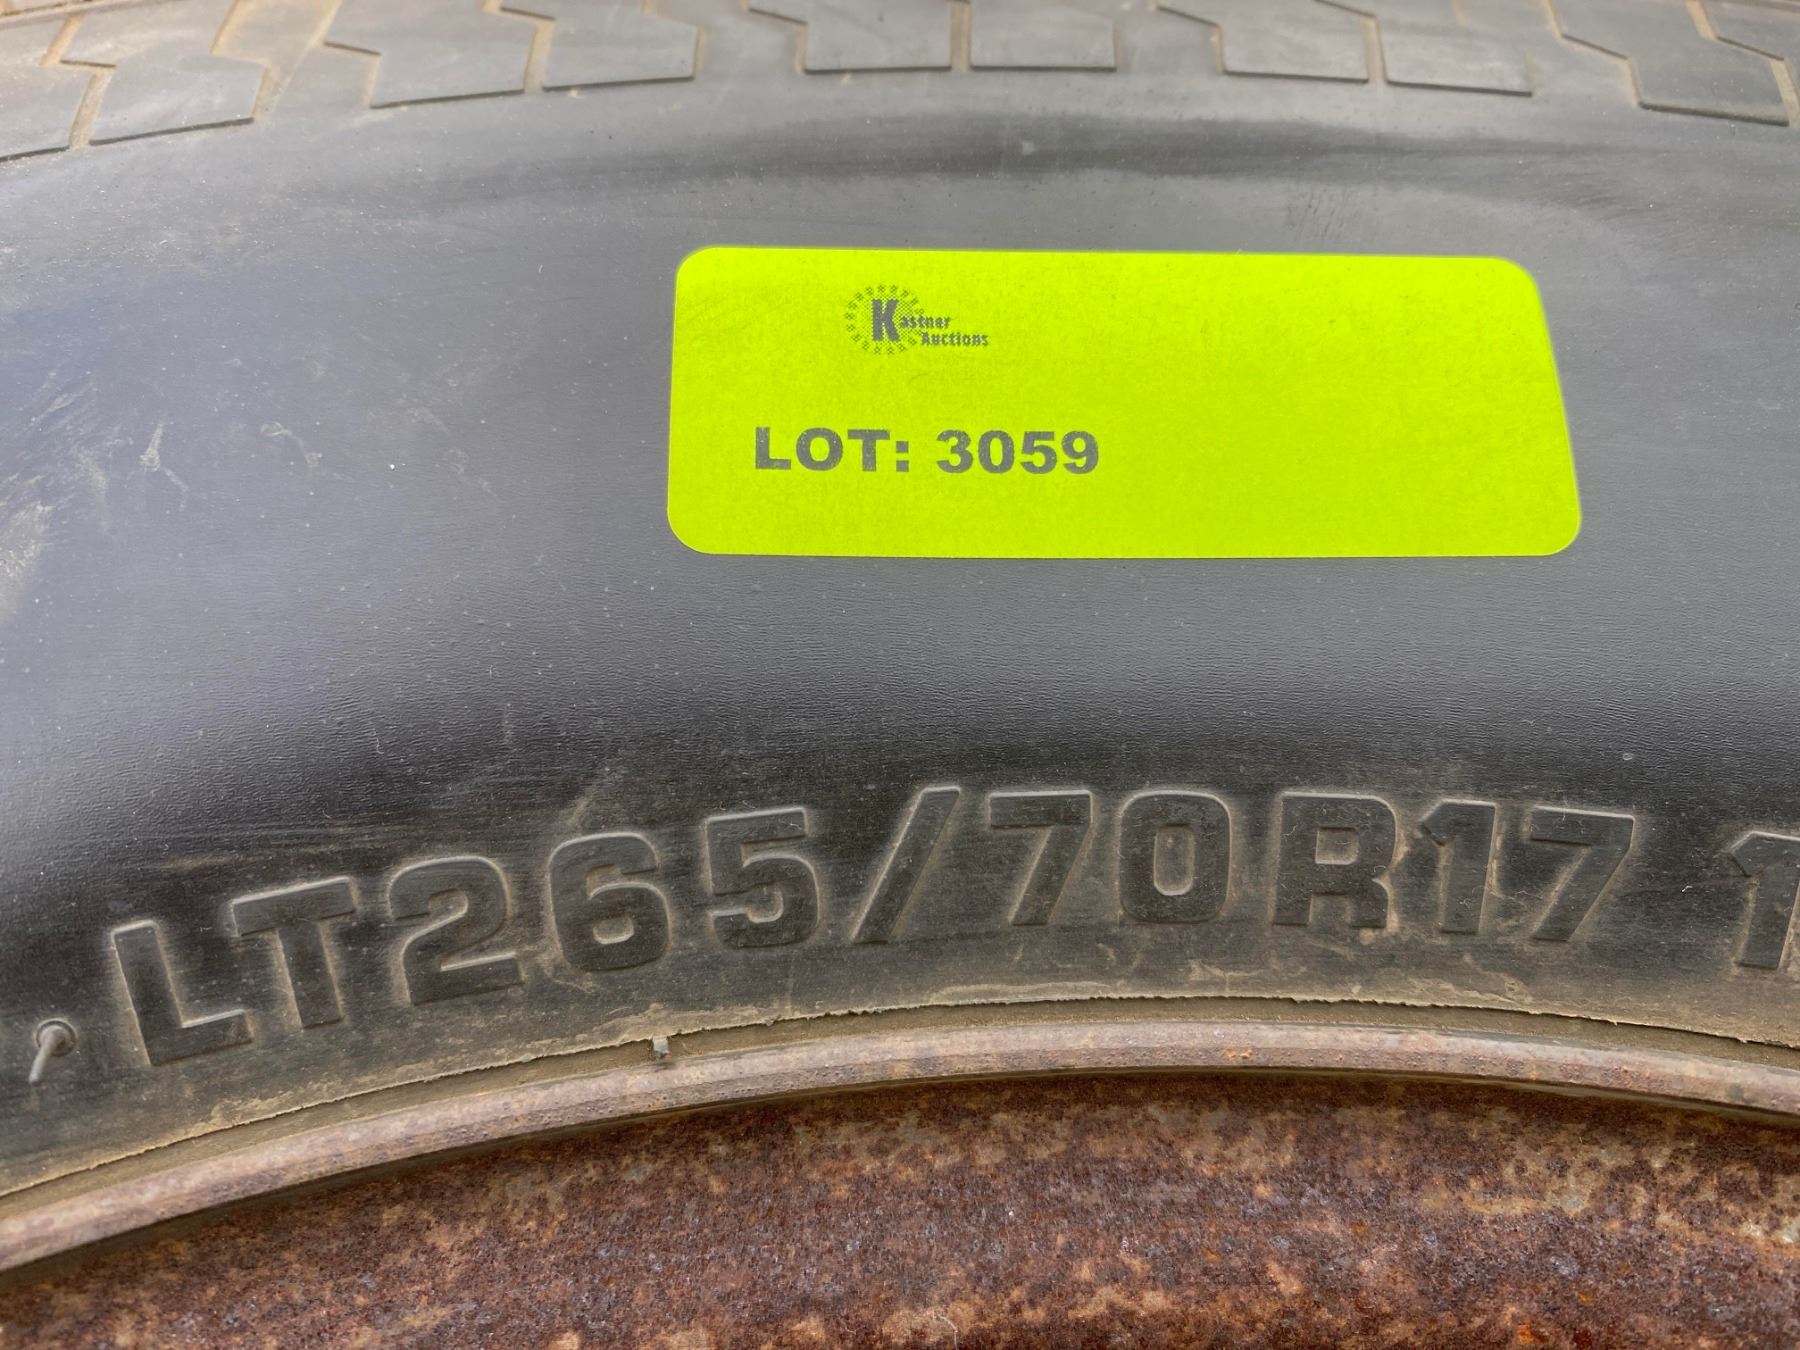 Kastner
Auctions
LOT: 3059
LT265/70R17